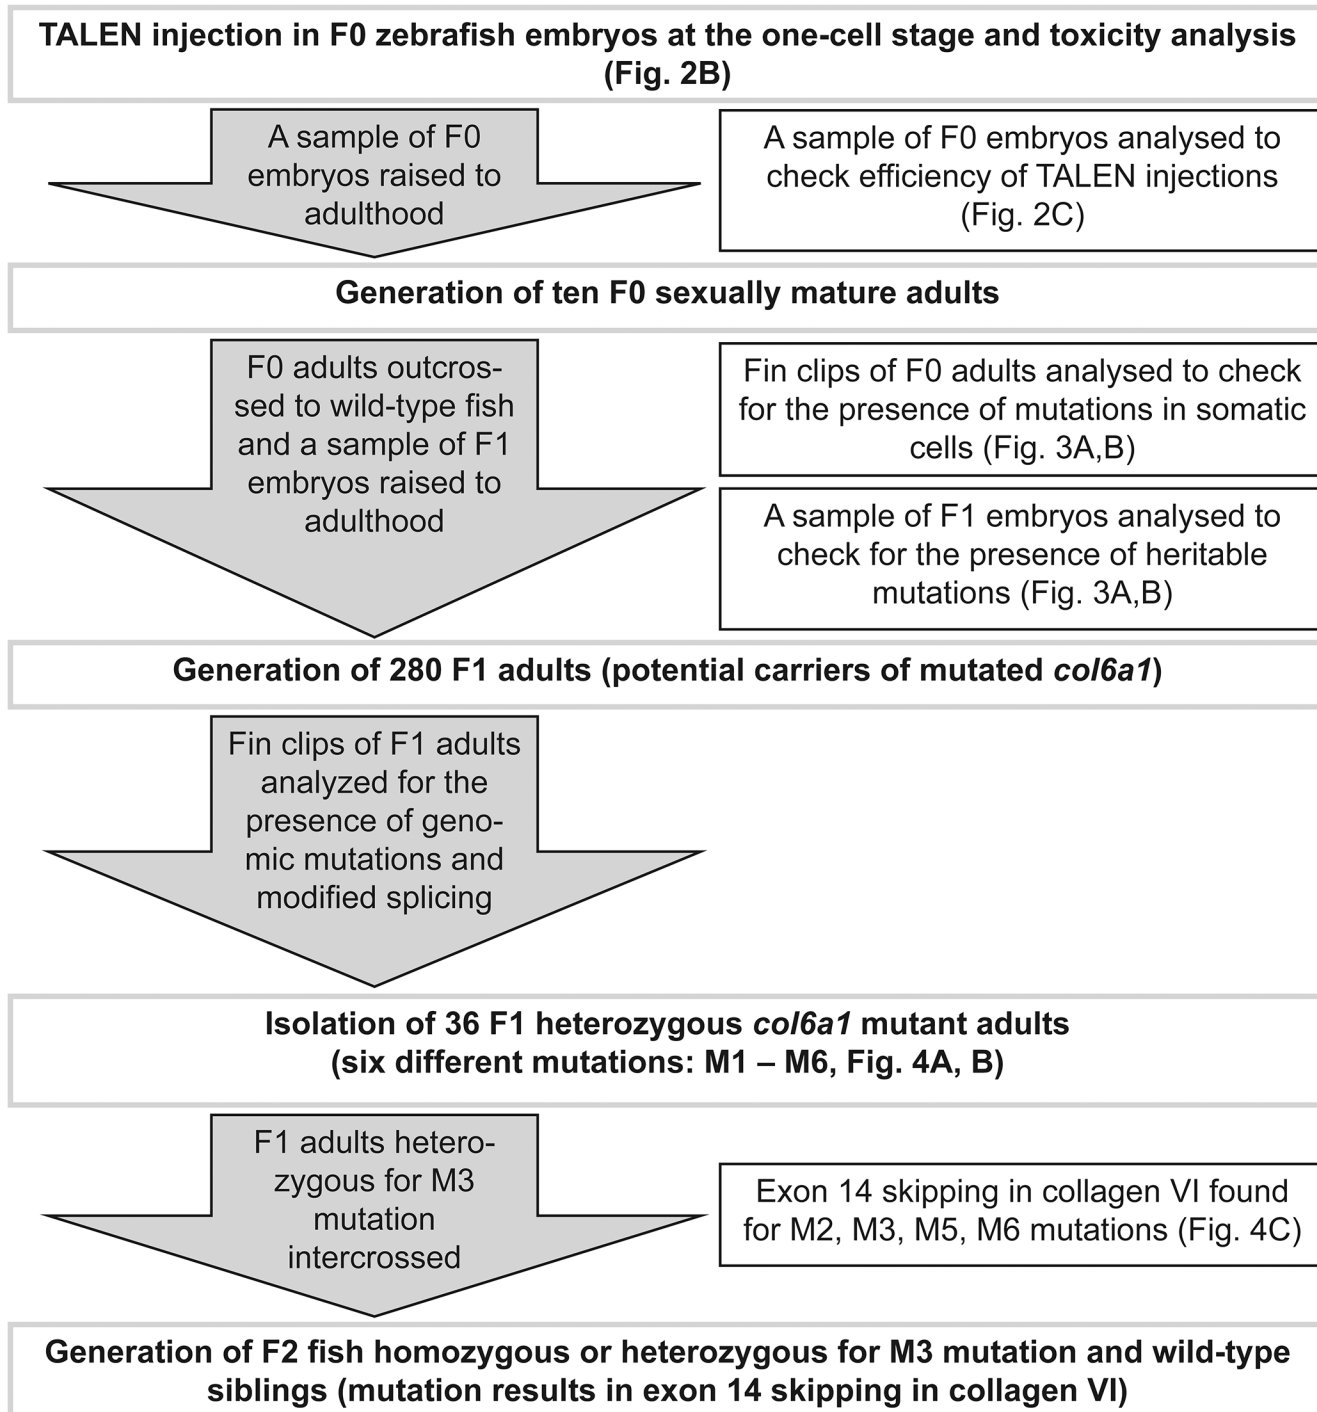 TALEN injection in F0 zebrafish embryos at the one-cell stage and toxicity analysis
(Fig. 2B)
A sample of F0
embryos raised to
adulthood
A sample of F0 embryos analysed to
check efficiency of TALEN injections
(Fig. 2C)
Generation of ten F0 sexually mature adults
F0 adults outcros-
sed to wild-type fish
and a sample of F1
embryos raised to
adulthood
Fin clips of F0 adults analysed to check
for the presence of mutations in somatic
cells (Fig. 3A,B)
A sample of F1 embryos analysed to
check for the presence of heritable
mutations (Fig. 3A,B)
Generation of 280 F1 adults (potential carriers of mutated col6a1)
Fin clips of F1 adults
analyzed for the
presence of geno-
mic mutations and
modified splicing
Isolation of 36 F1 heterozygous col6a1 mutant adults
(six different mutations: M1 – M6, Fig. 4A, B)
F1 adults hetero-
zygous for M3
mutation
intercrossed
Exon 14 skipping in collagen VI found
for M2, M3, M5, M6 mutations (Fig. 4C)
Generation of F2 fish homozygous or heterozygous for M3 mutation and wild-type
siblings (mutation results in exon 14 skipping in collagen VI)